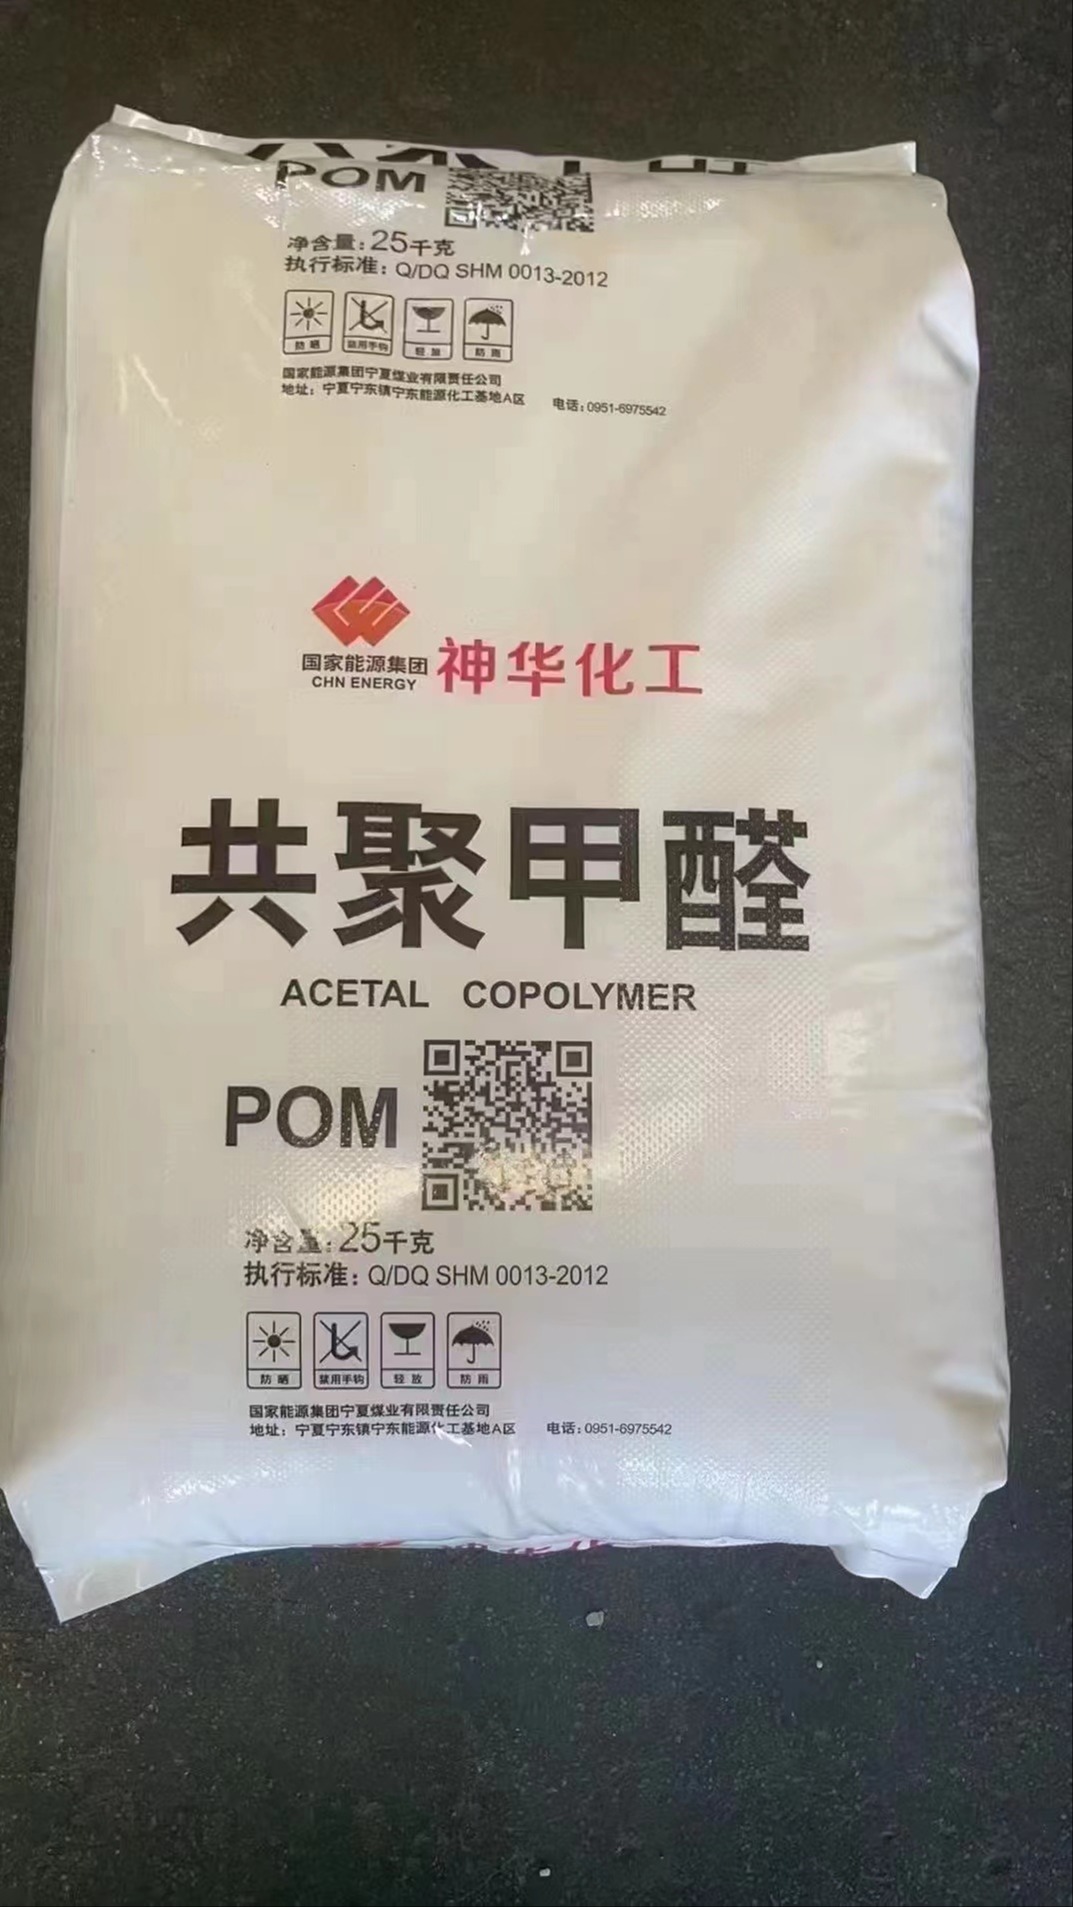 POM
净含量：25千克
执行标准：Q/DQ SHM 0013-2012
防晒 禁用手钩 轻放 防雨
国家能源集团宁夏煤业有限责任公司
地址：宁夏宁东镇宁东能源化工基地A区 电话：0951-6975542
国家能源集团 神华化工
CHN ENERGY
共聚甲醛
ACETAL COPOLYMER
POM
净含量：25千克
执行标准：Q/DQ SHM 0013-2012
防晒 禁用手钩 轻放 防雨
国家能源集团宁夏煤业有限责任公司
地址：宁夏宁东镇宁东能源化工基地A区 电话：0951-6975542